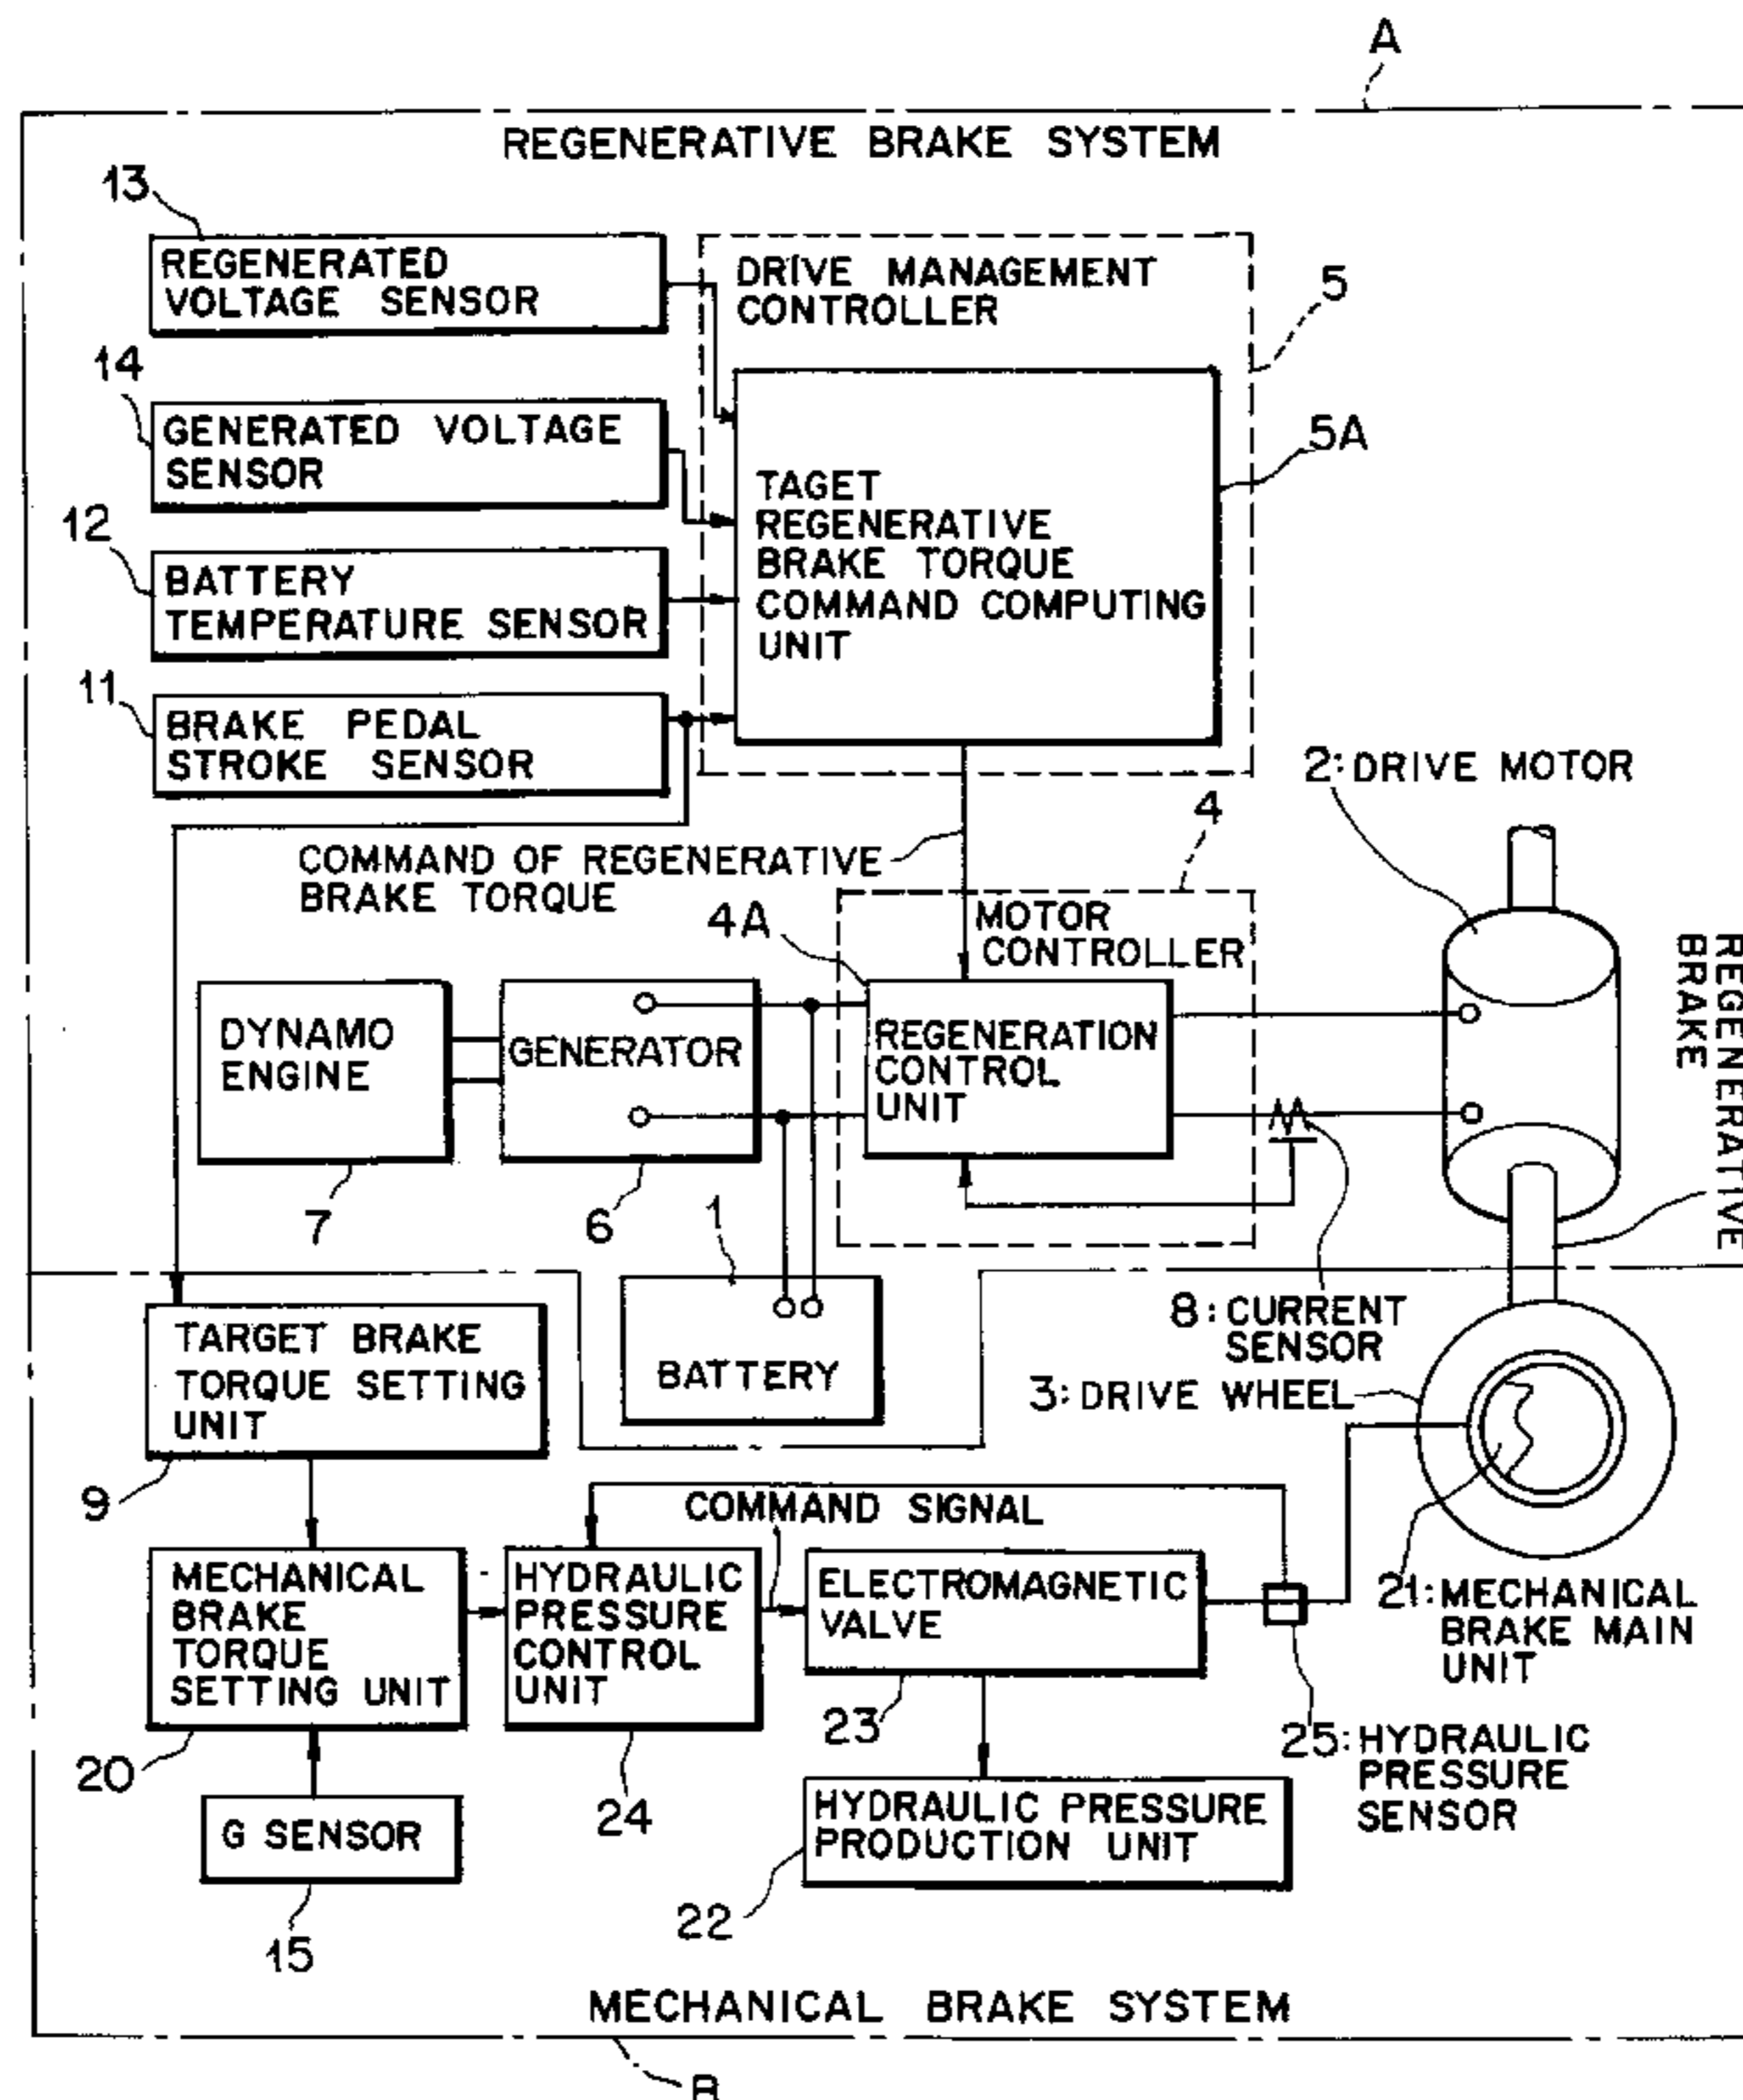 A
REGENERATIVE BRAKE SYSTEM
13
REGENERATED
VOLTAGE SENSOR
DRIVE MANAGEMENT
CONTROLLER
5
14
GENERATED VOLTAGE
SENSOR
5A
TAGET
REGENERATIVE
BRAKE TORQUE
COMMAND COMPUTING
UNIT
12
BATTERY
TEMPERATURE SENSOR
11
BRAKE PEDAL
STROKE SENSOR
2: DRIVE MOTOR
4
COMMAND OF REGENERATIVE
BRAKE TORQUE
4A
MOTOR
CONTROLLER
REGENERATIVE
BRAKE
DYNAMO
ENGINE
GENERATOR
REGENERATION
CONTROL
UNIT
7
6
1
BATTERY
8: CURRENT
SENSOR
TARGET BRAKE
TORQUE SETTING
UNIT
3: DRIVE WHEEL
9
COMMAND SIGNAL
MECHANICAL
BRAKE
TORQUE
SETTING UNIT
HYDRAULIC
PRESSURE
CONTROL
UNIT
ELECTROMAGNETIC
VALVE
21: MECHANICAL
BRAKE MAIN
UNIT
20
24
23
25: HYDRAULIC
PRESSURE
SENSOR
G SENSOR
HYDRAULIC PRESSURE
PRODUCTION UNIT
15
22
MECHANICAL BRAKE SYSTEM
B